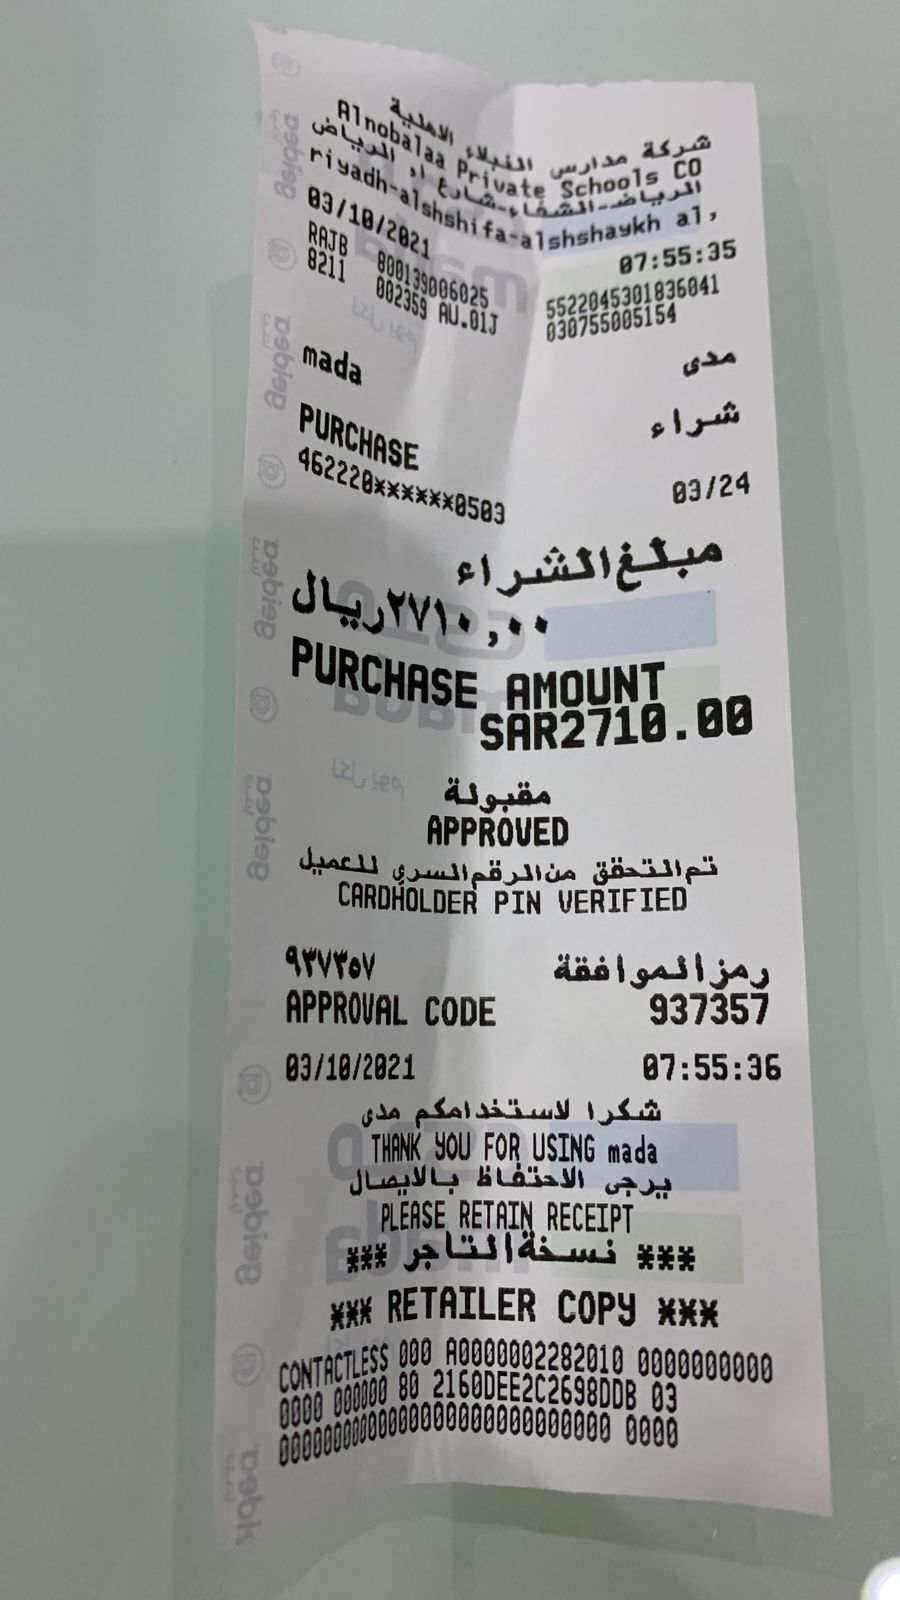 شركة مدارس النبلاء الاهلية
Alnobalaa Private Schools CO
الرياض-الشفاء-شارع ا، الرياض
riyadh-alshshifa-alshshaykh al,
03/10/2021 07:55:35
RAJB 800139006025 5522045301836041
8211 002359 AU.01J 030755005154
mada مدى
PURCHASE شراء
462220******0503 03/24
مبلغ الشراء
٢٧١٠,٠٠ ريال
PURCHASE AMOUNT
SAR2710.00
مقبولة
APPROVED
تم التحقق من الرقم السري للعميل
CARDHOLDER PIN VERIFIED
رمز الموافقة ٩٣٧٣٥٧
APPROVAL CODE 937357
03/10/2021 07:55:36
شكرا لاستخدامكم مدى
THANK YOU FOR USING mada
يرجى الاحتفاظ بالايصال
PLEASE RETAIN RECEIPT
*** نسخة التاجر ***
*** RETAILER COPY ***
CONTACTLESS 000 A0000002282010 0000000000
0000 000000 80 2160DEE2C2698DDB 03
geidea